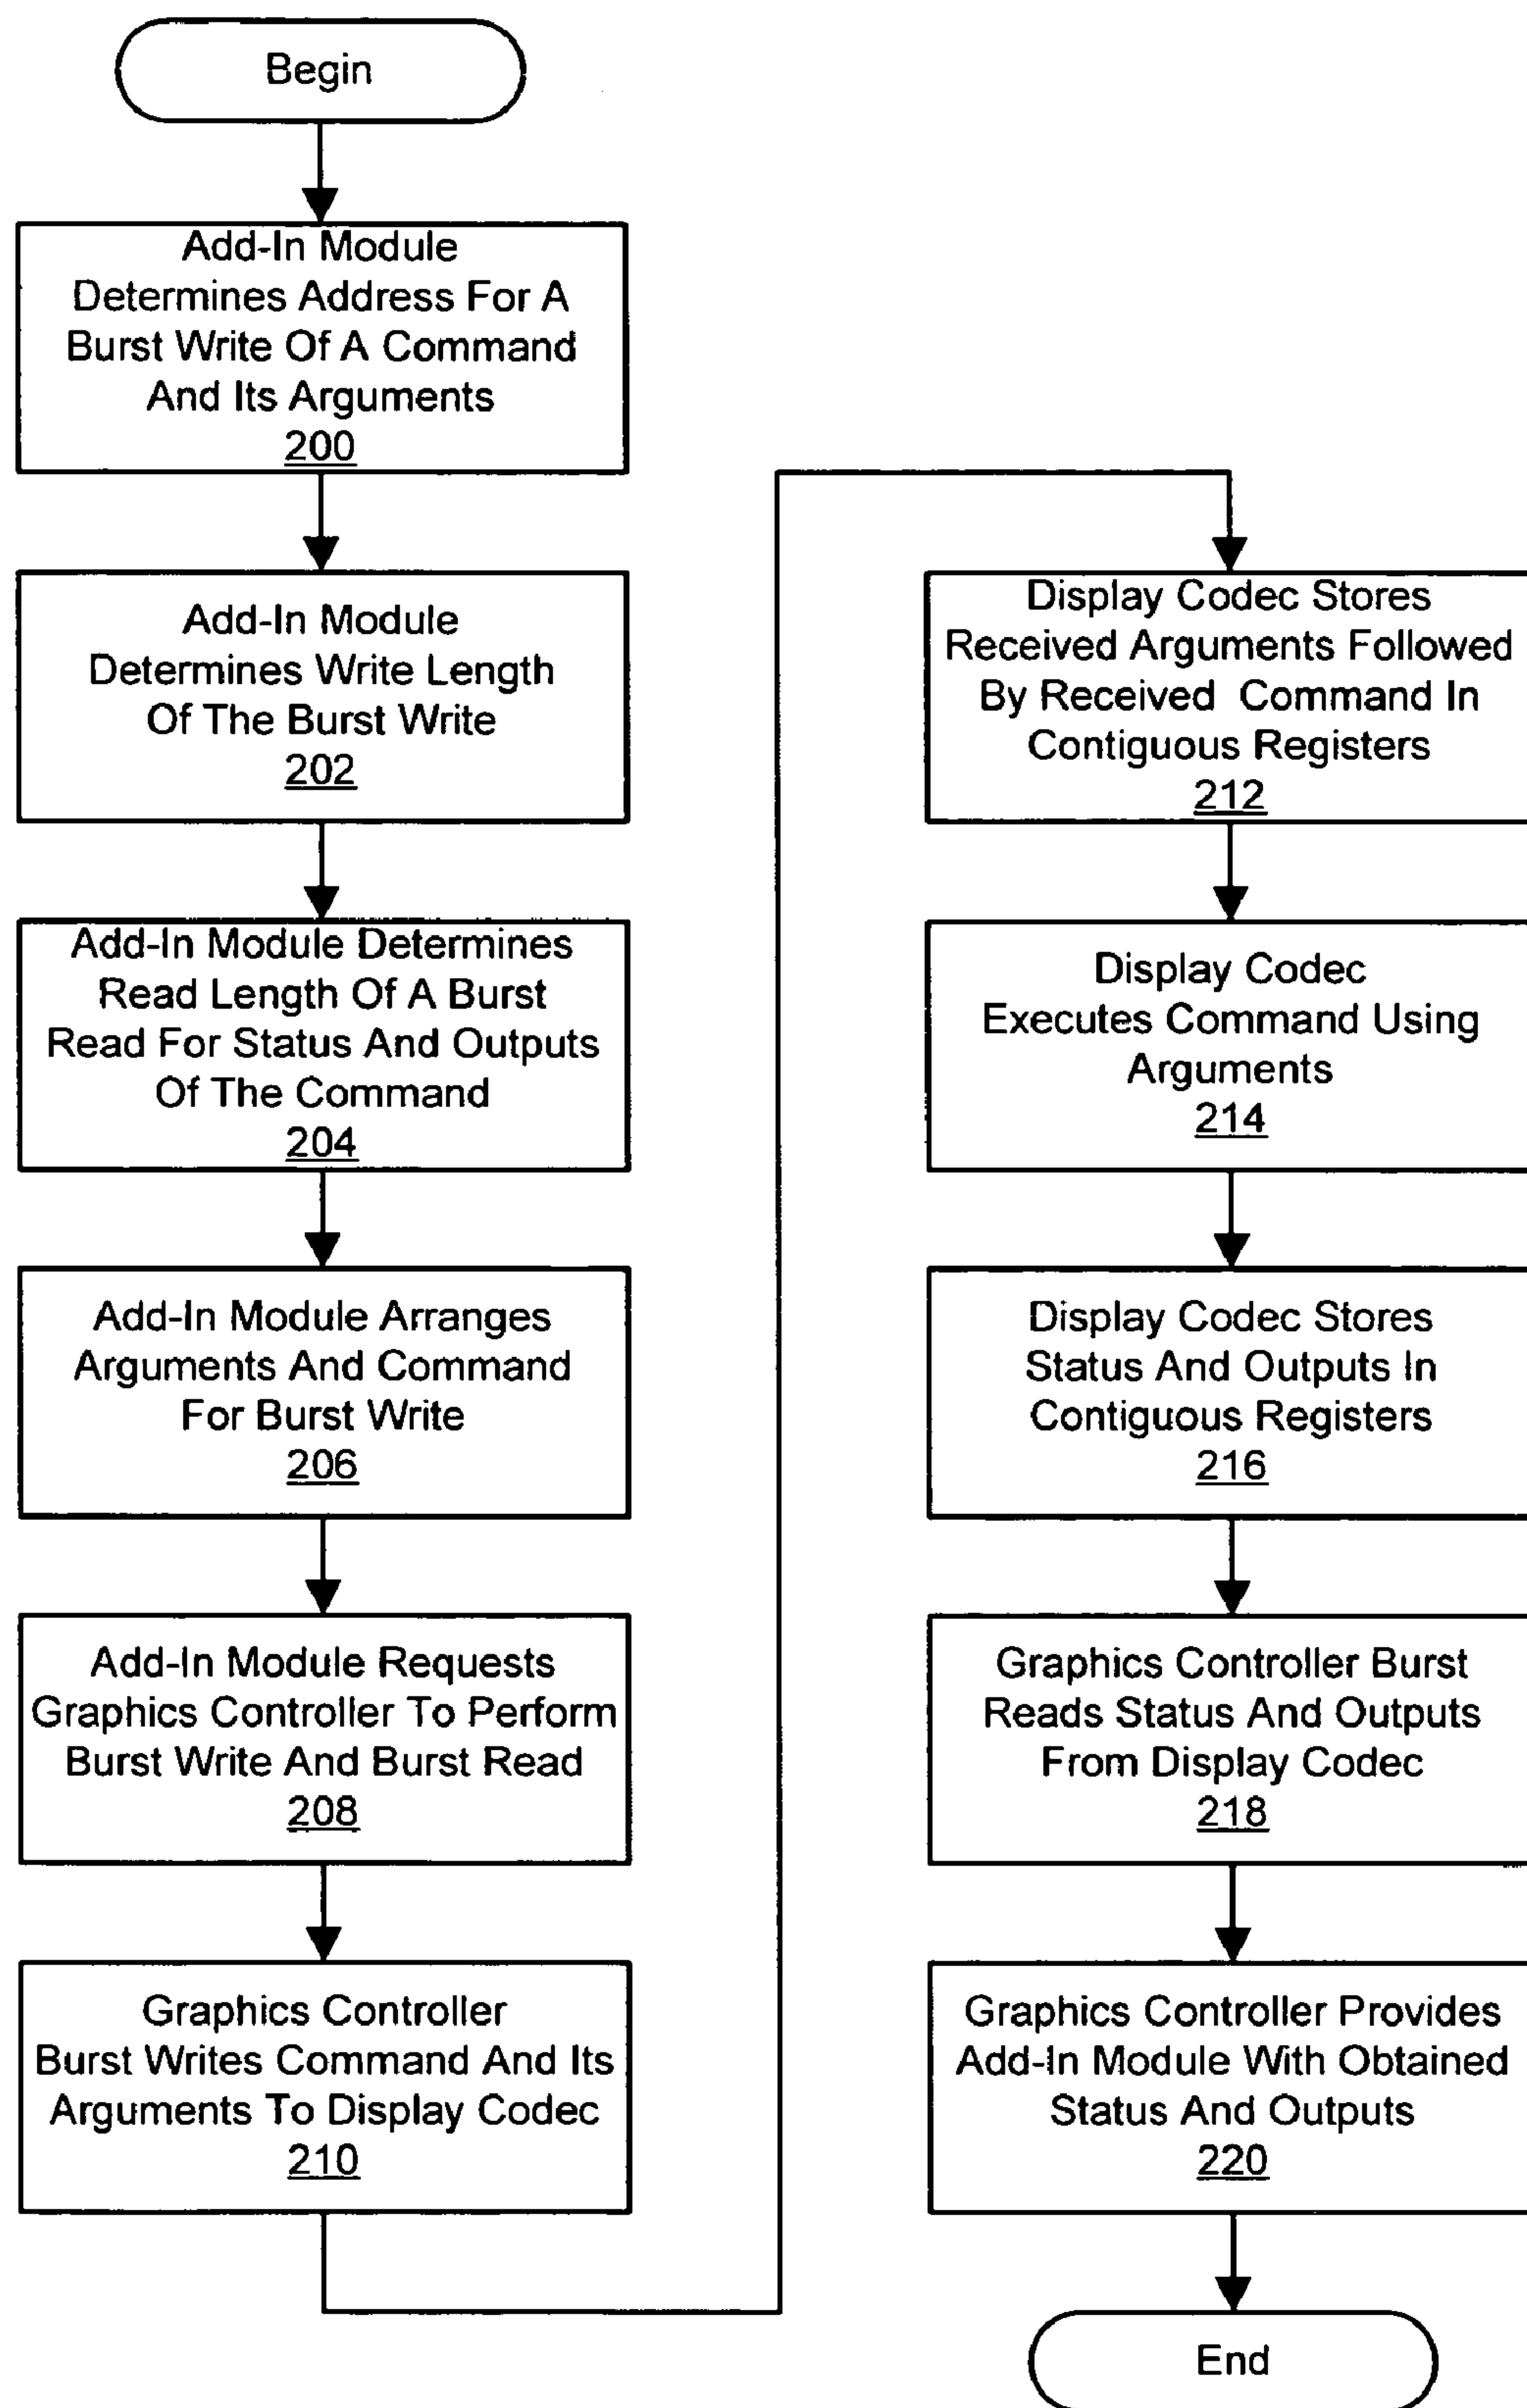 Begin
Add-In Module
Determines Address For A
Burst Write Of A Command
And Its Arguments
200
Add-In Module
Determines Write Length
Of The Burst Write
202
Add-In Module Determines
Read Length Of A Burst
Read For Status And Outputs
Of The Command
204
Add-In Module Arranges
Arguments And Command
For Burst Write
206
Add-In Module Requests
Graphics Controller To Perform
Burst Write And Burst Read
208
Graphics Controller
Burst Writes Command And Its
Arguments To Display Codec
210
Display Codec Stores
Received Arguments Followed
By Received Command In
Contiguous Registers
212
Display Codec
Executes Command Using
Arguments
214
Display Codec Stores
Status And Outputs In
Contiguous Registers
216
Graphics Controller Burst
Reads Status And Outputs
From Display Codec
218
Graphics Controller Provides
Add-In Module With Obtained
Status And Outputs
220
End